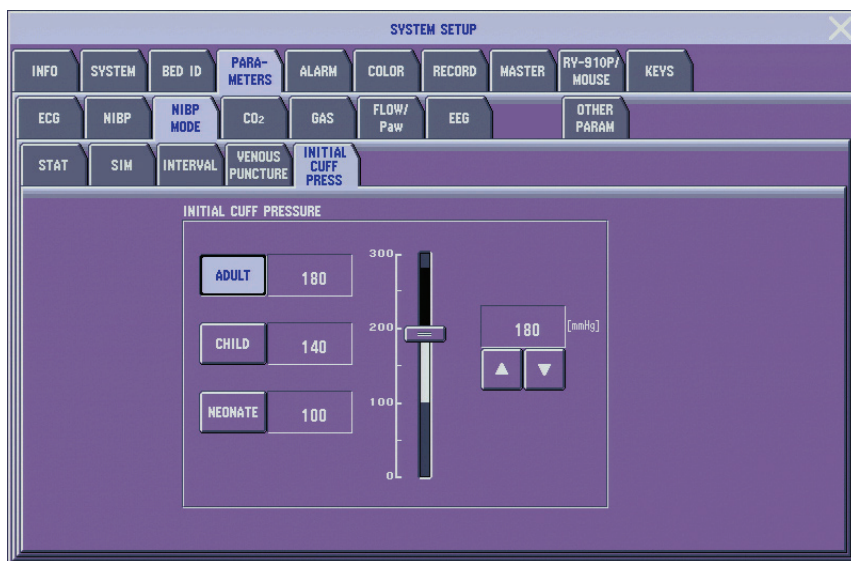 SYSTEM SETUP
INFO
SYSTEM
BED ID
PARA-
METERS
ALARM
COLOR
RECORD
MASTER
RY-910P/
MOUSE
KEYS
ECG
NIBP
NIBP
MODE
CO₂
GAS
FLOW/
Paw
EEG
OTHER
PARAM
STAT
SIM
INTERVAL
VENOUS
PUNCTURE
INITIAL
CUFF
PRESS
INITIAL CUFF PRESSURE
ADULT 180
CHILD 140
NEONATE 100
300
200
100
0
180 [mmHg]